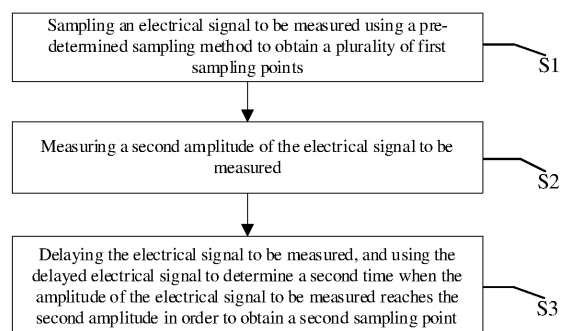 Sampling an electrical signal to be measured using a pre-
determined sampling method to obtain a plurality of first
sampling points
S1
Measuring a second amplitude of the electrical signal to be
measured
S2
Delaying the electrical signal to be measured, and using the
delayed electrical signal to determine a second time when the
amplitude of the electrical signal to be measured reaches the
second amplitude in order to obtain a second sampling point
S3